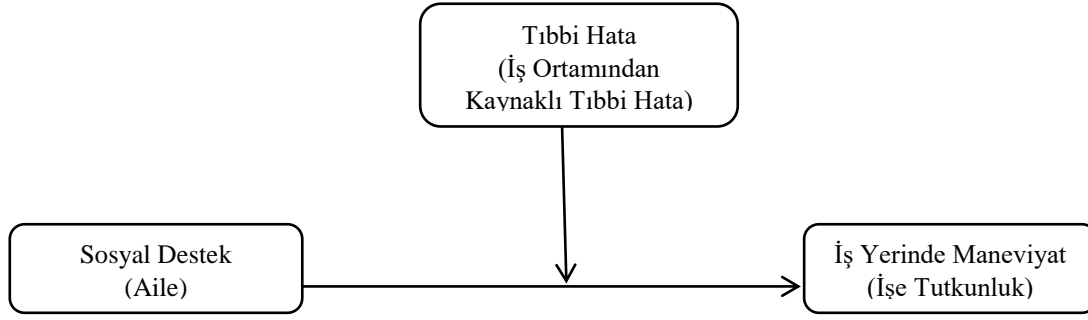 Tıbbi Hata
(İş Ortamından
Kaynaklı Tıbbi Hata)
Sosyal Destek
(Aile)
İş Yerinde Maneviyat
(İşe Tutkunluk)